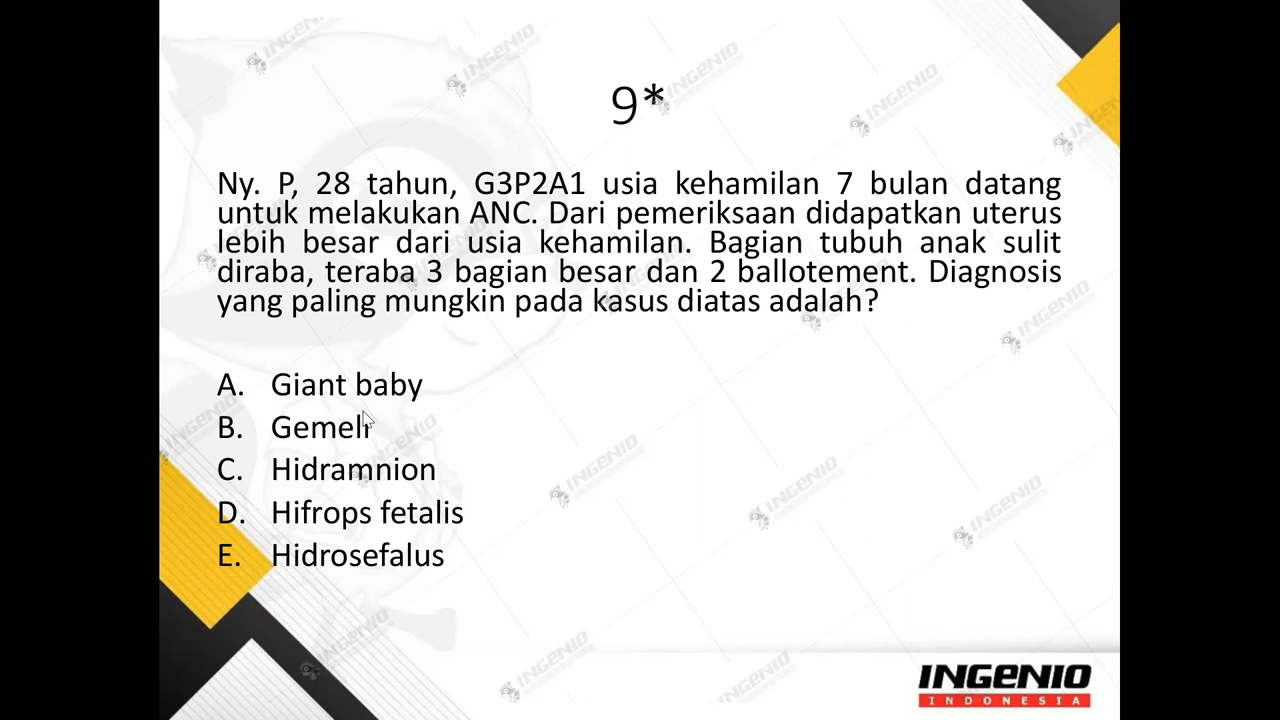 9*
Ny. P, 28 tahun, G3P2A1 usia kehamilan 7 bulan datang
untuk melakukan ANC. Dari pemeriksaan didapatkan uterus
lebih besar dari usia kehamilan. Bagian tubuh anak sulit
diraba, teraba 3 bagian besar dan 2 ballotement. Diagnosis
yang paling mungkin pada kasus diatas adalah?
A. Giant baby
B. Gemeli
C. Hidramnion
D. Hifrops fetalis
E. Hidrosefalus
INGENIO
INDONESIA